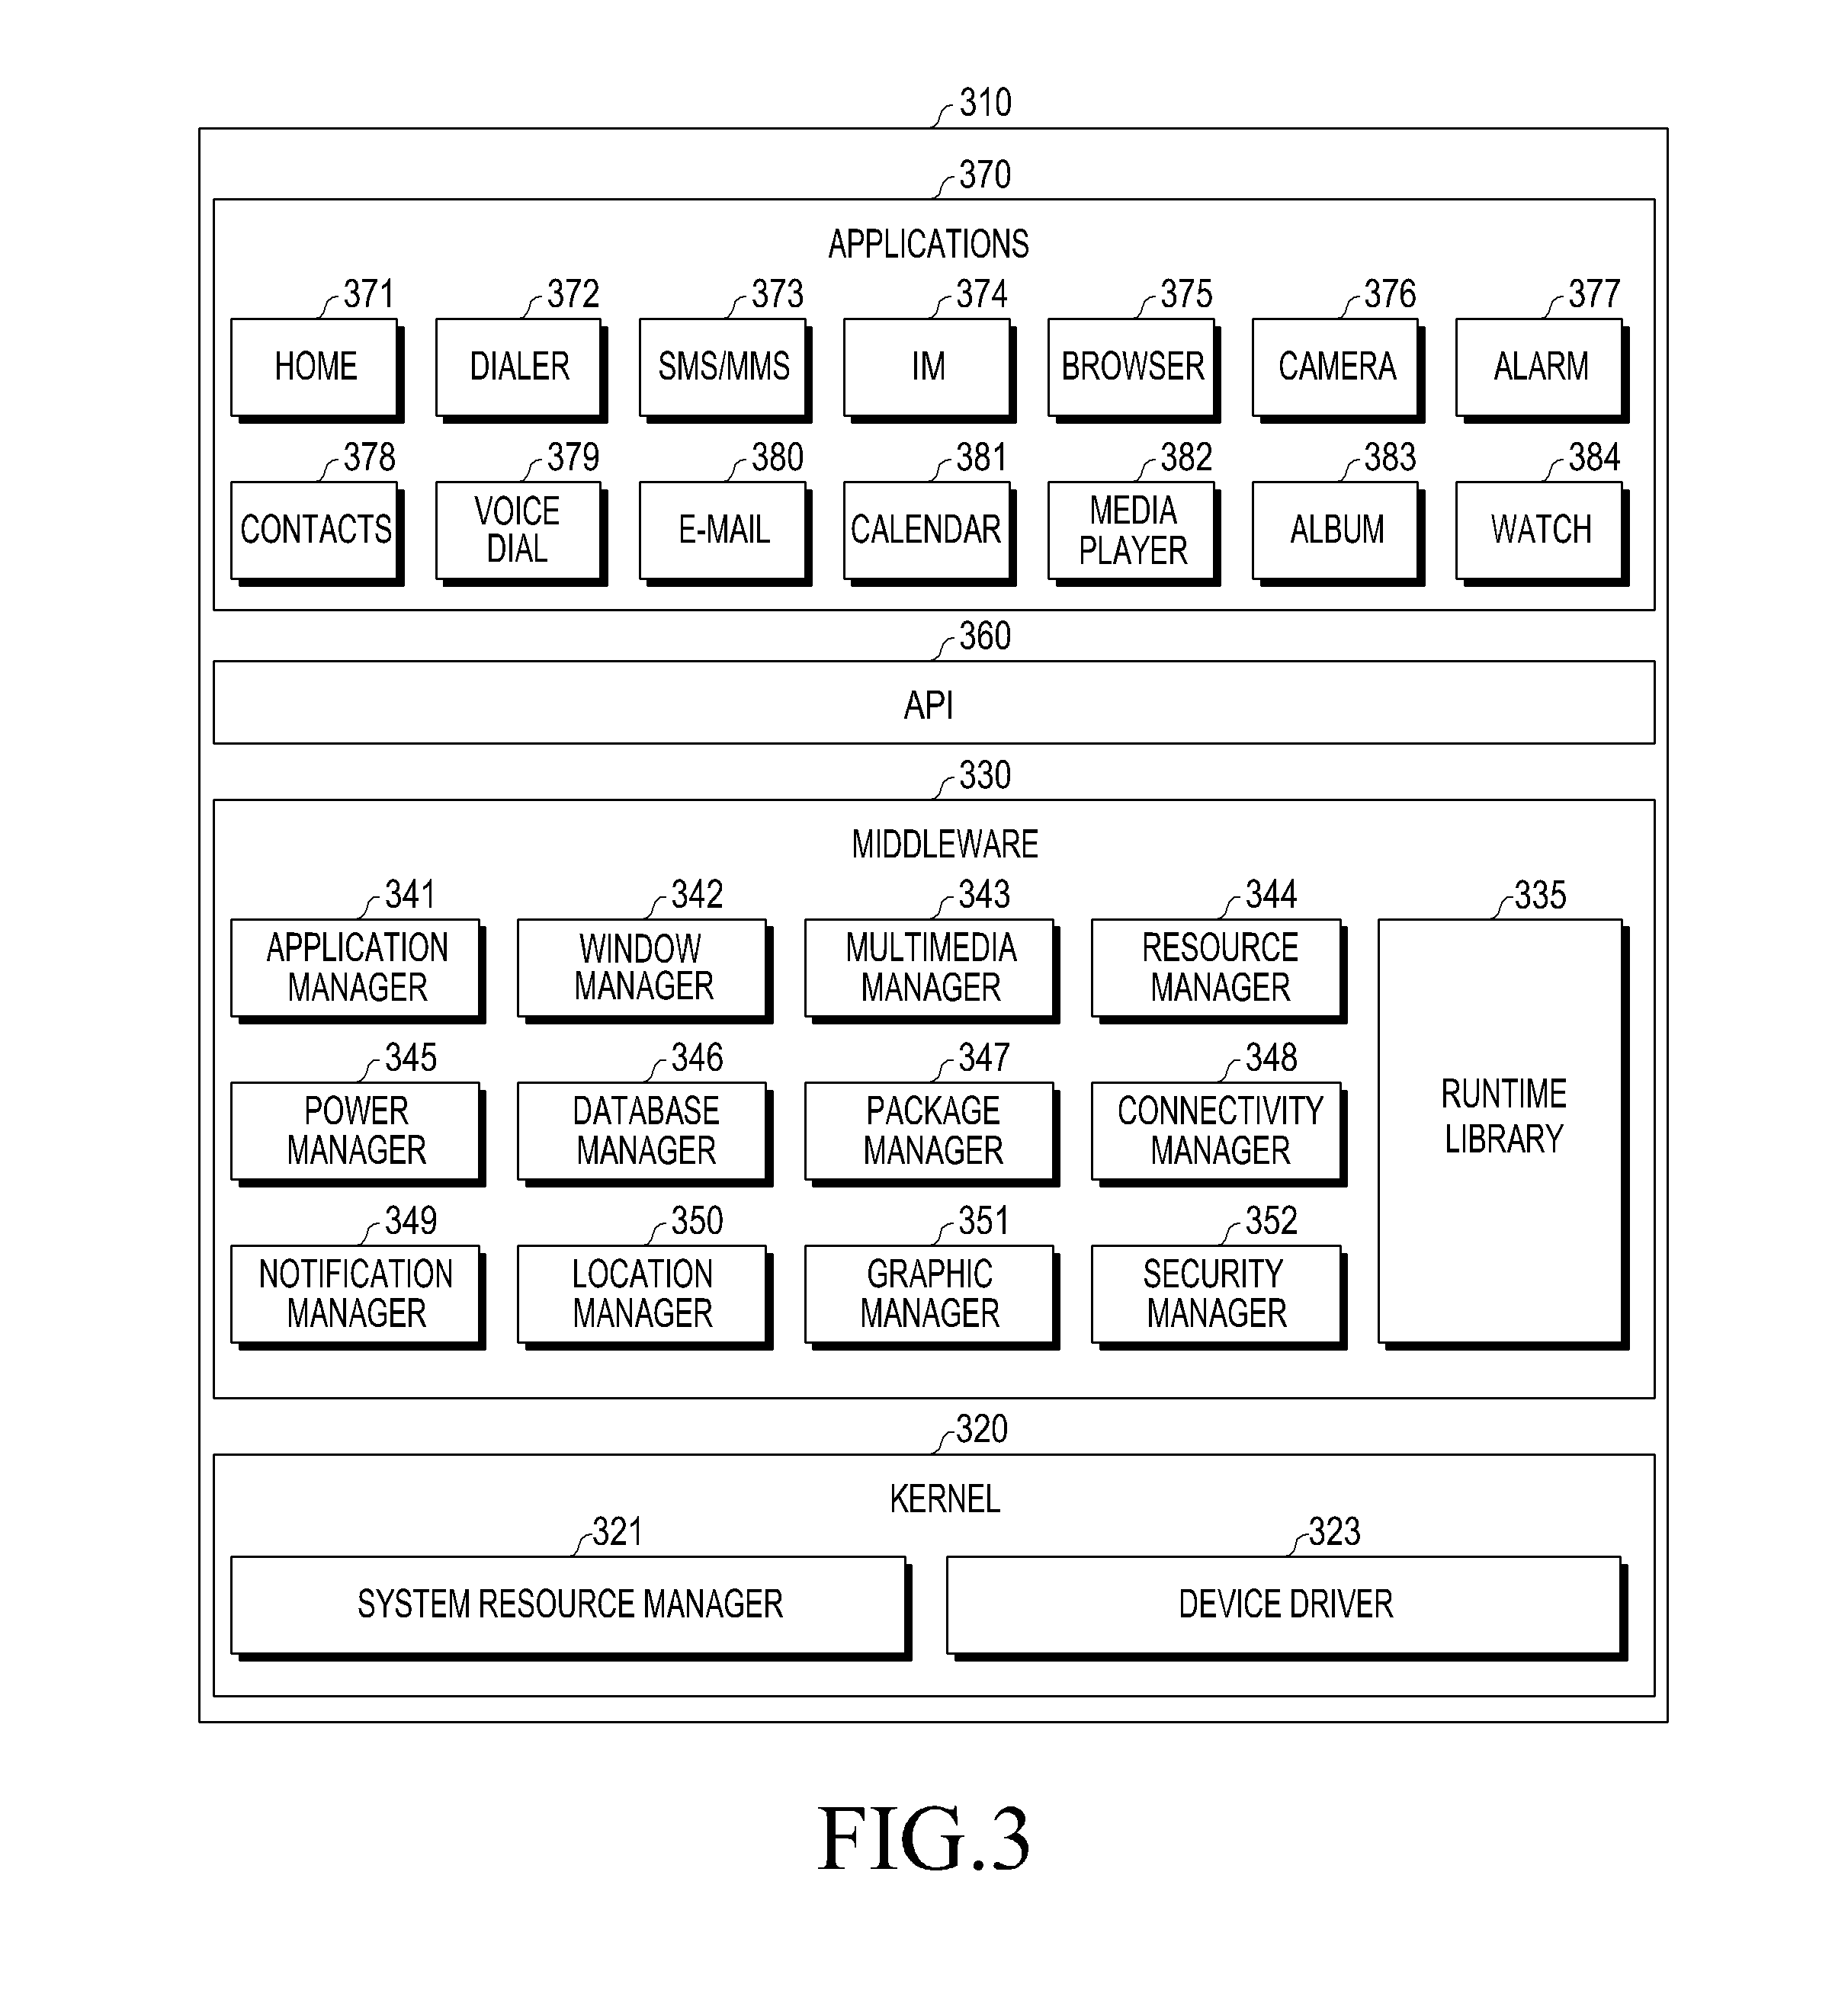 310
370
APPLICATIONS
371 372 373 374 375 376 377
HOME DIALER SMS/MMS IM BROWSER CAMERA ALARM
378 379 380 381 382 383 384
CONTACTS VOICE DIAL E-MAIL CALENDAR MEDIA PLAYER ALBUM WATCH
360
API
330
MIDDLEWARE
341 342 343 344 335
APPLICATION MANAGER WINDOW MANAGER MULTIMEDIA MANAGER RESOURCE MANAGER
345 346 347 348
POWER MANAGER DATABASE MANAGER PACKAGE MANAGER CONNECTIVITY MANAGER RUNTIME LIBRARY
349 350 351 352
NOTIFICATION MANAGER LOCATION MANAGER GRAPHIC MANAGER SECURITY MANAGER
320
KERNEL
321 323
SYSTEM RESOURCE MANAGER DEVICE DRIVER
FIG.3